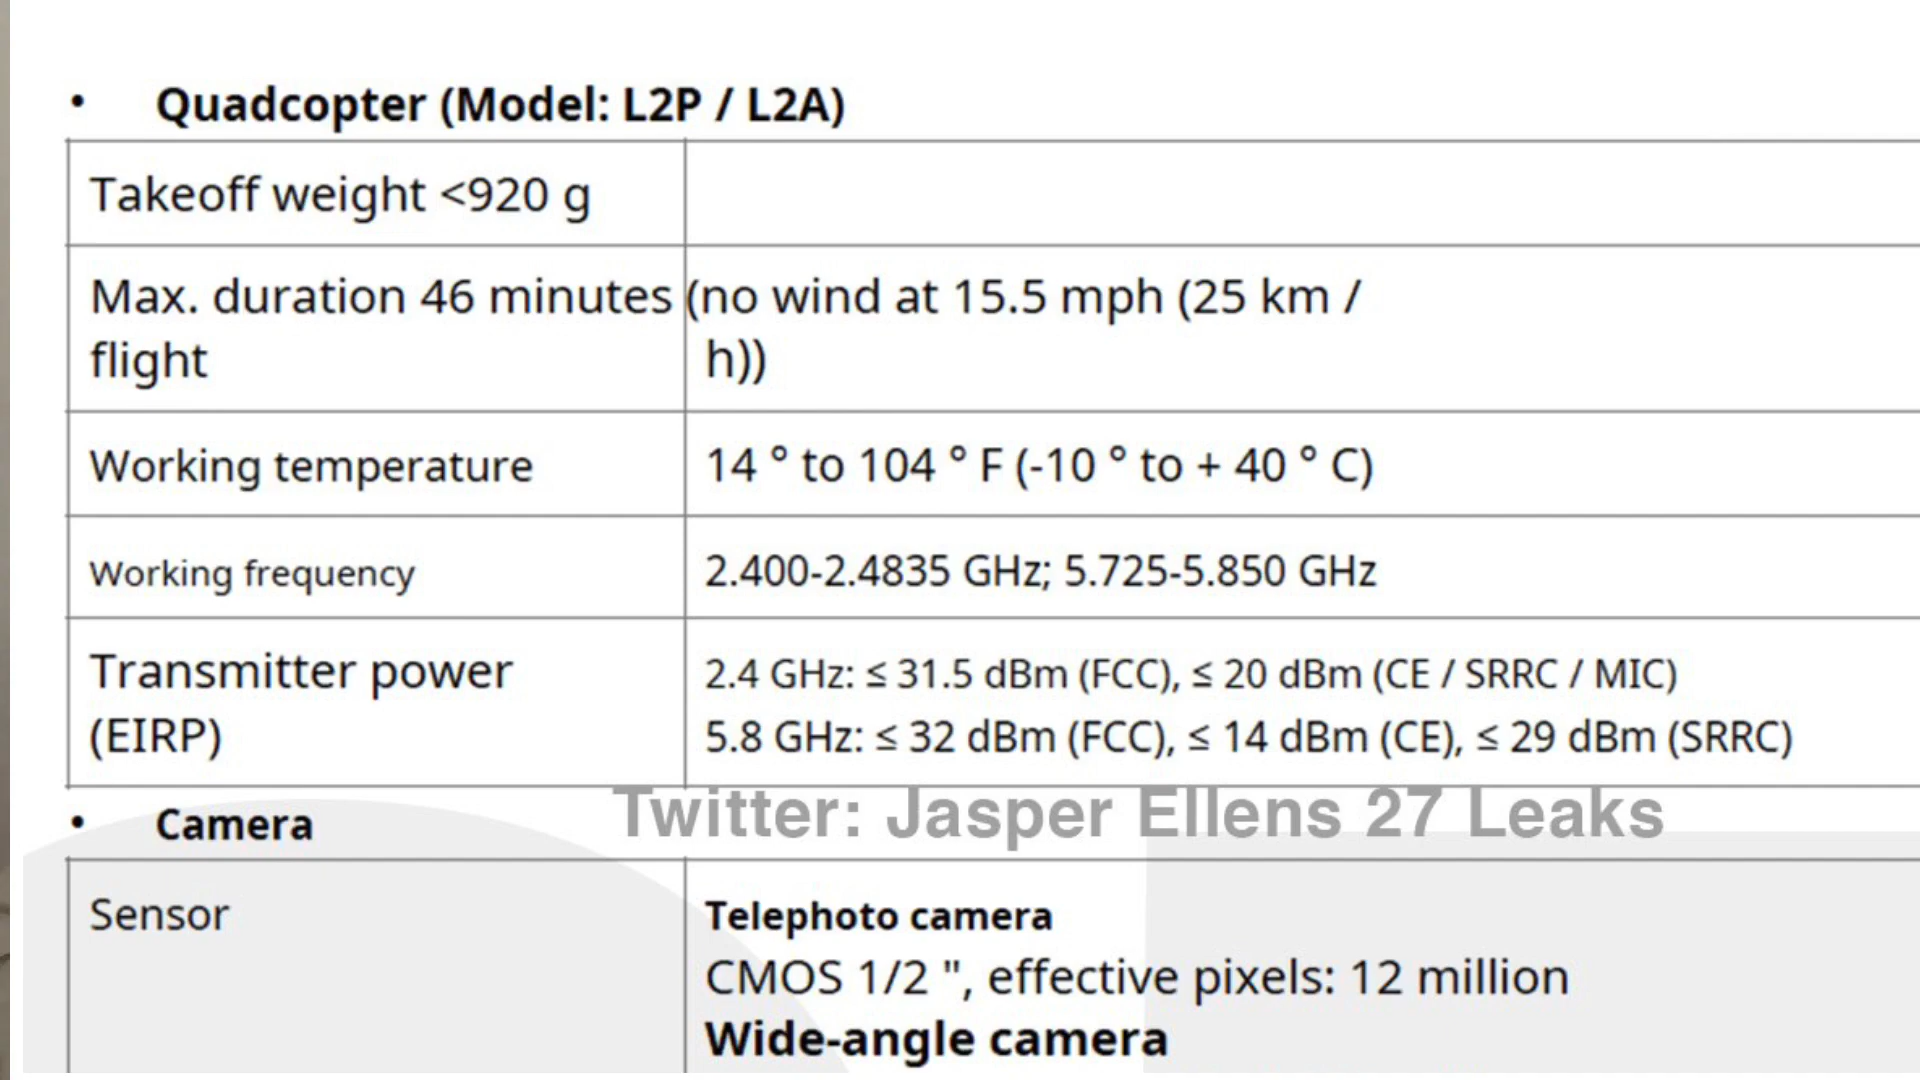 • Quadcopter (Model: L2P / L2A)
Takeoff weight <920 g
Max. duration 46 minutes (no wind at 15.5 mph (25 km /
flight h))
Working temperature 14 ° to 104 ° F (-10 ° to + 40 ° C)
Working frequency 2.400-2.4835 GHz; 5.725-5.850 GHz
Transmitter power 2.4 GHz: ≤ 31.5 dBm (FCC), ≤ 20 dBm (CE / SRRC / MIC)
(EIRP) 5.8 GHz: ≤ 32 dBm (FCC), ≤ 14 dBm (CE), ≤ 29 dBm (SRRC)
Twitter: Jasper Ellens 27 Leaks
• Camera
Sensor Telephoto camera
CMOS 1/2 ", effective pixels: 12 million
Wide-angle camera